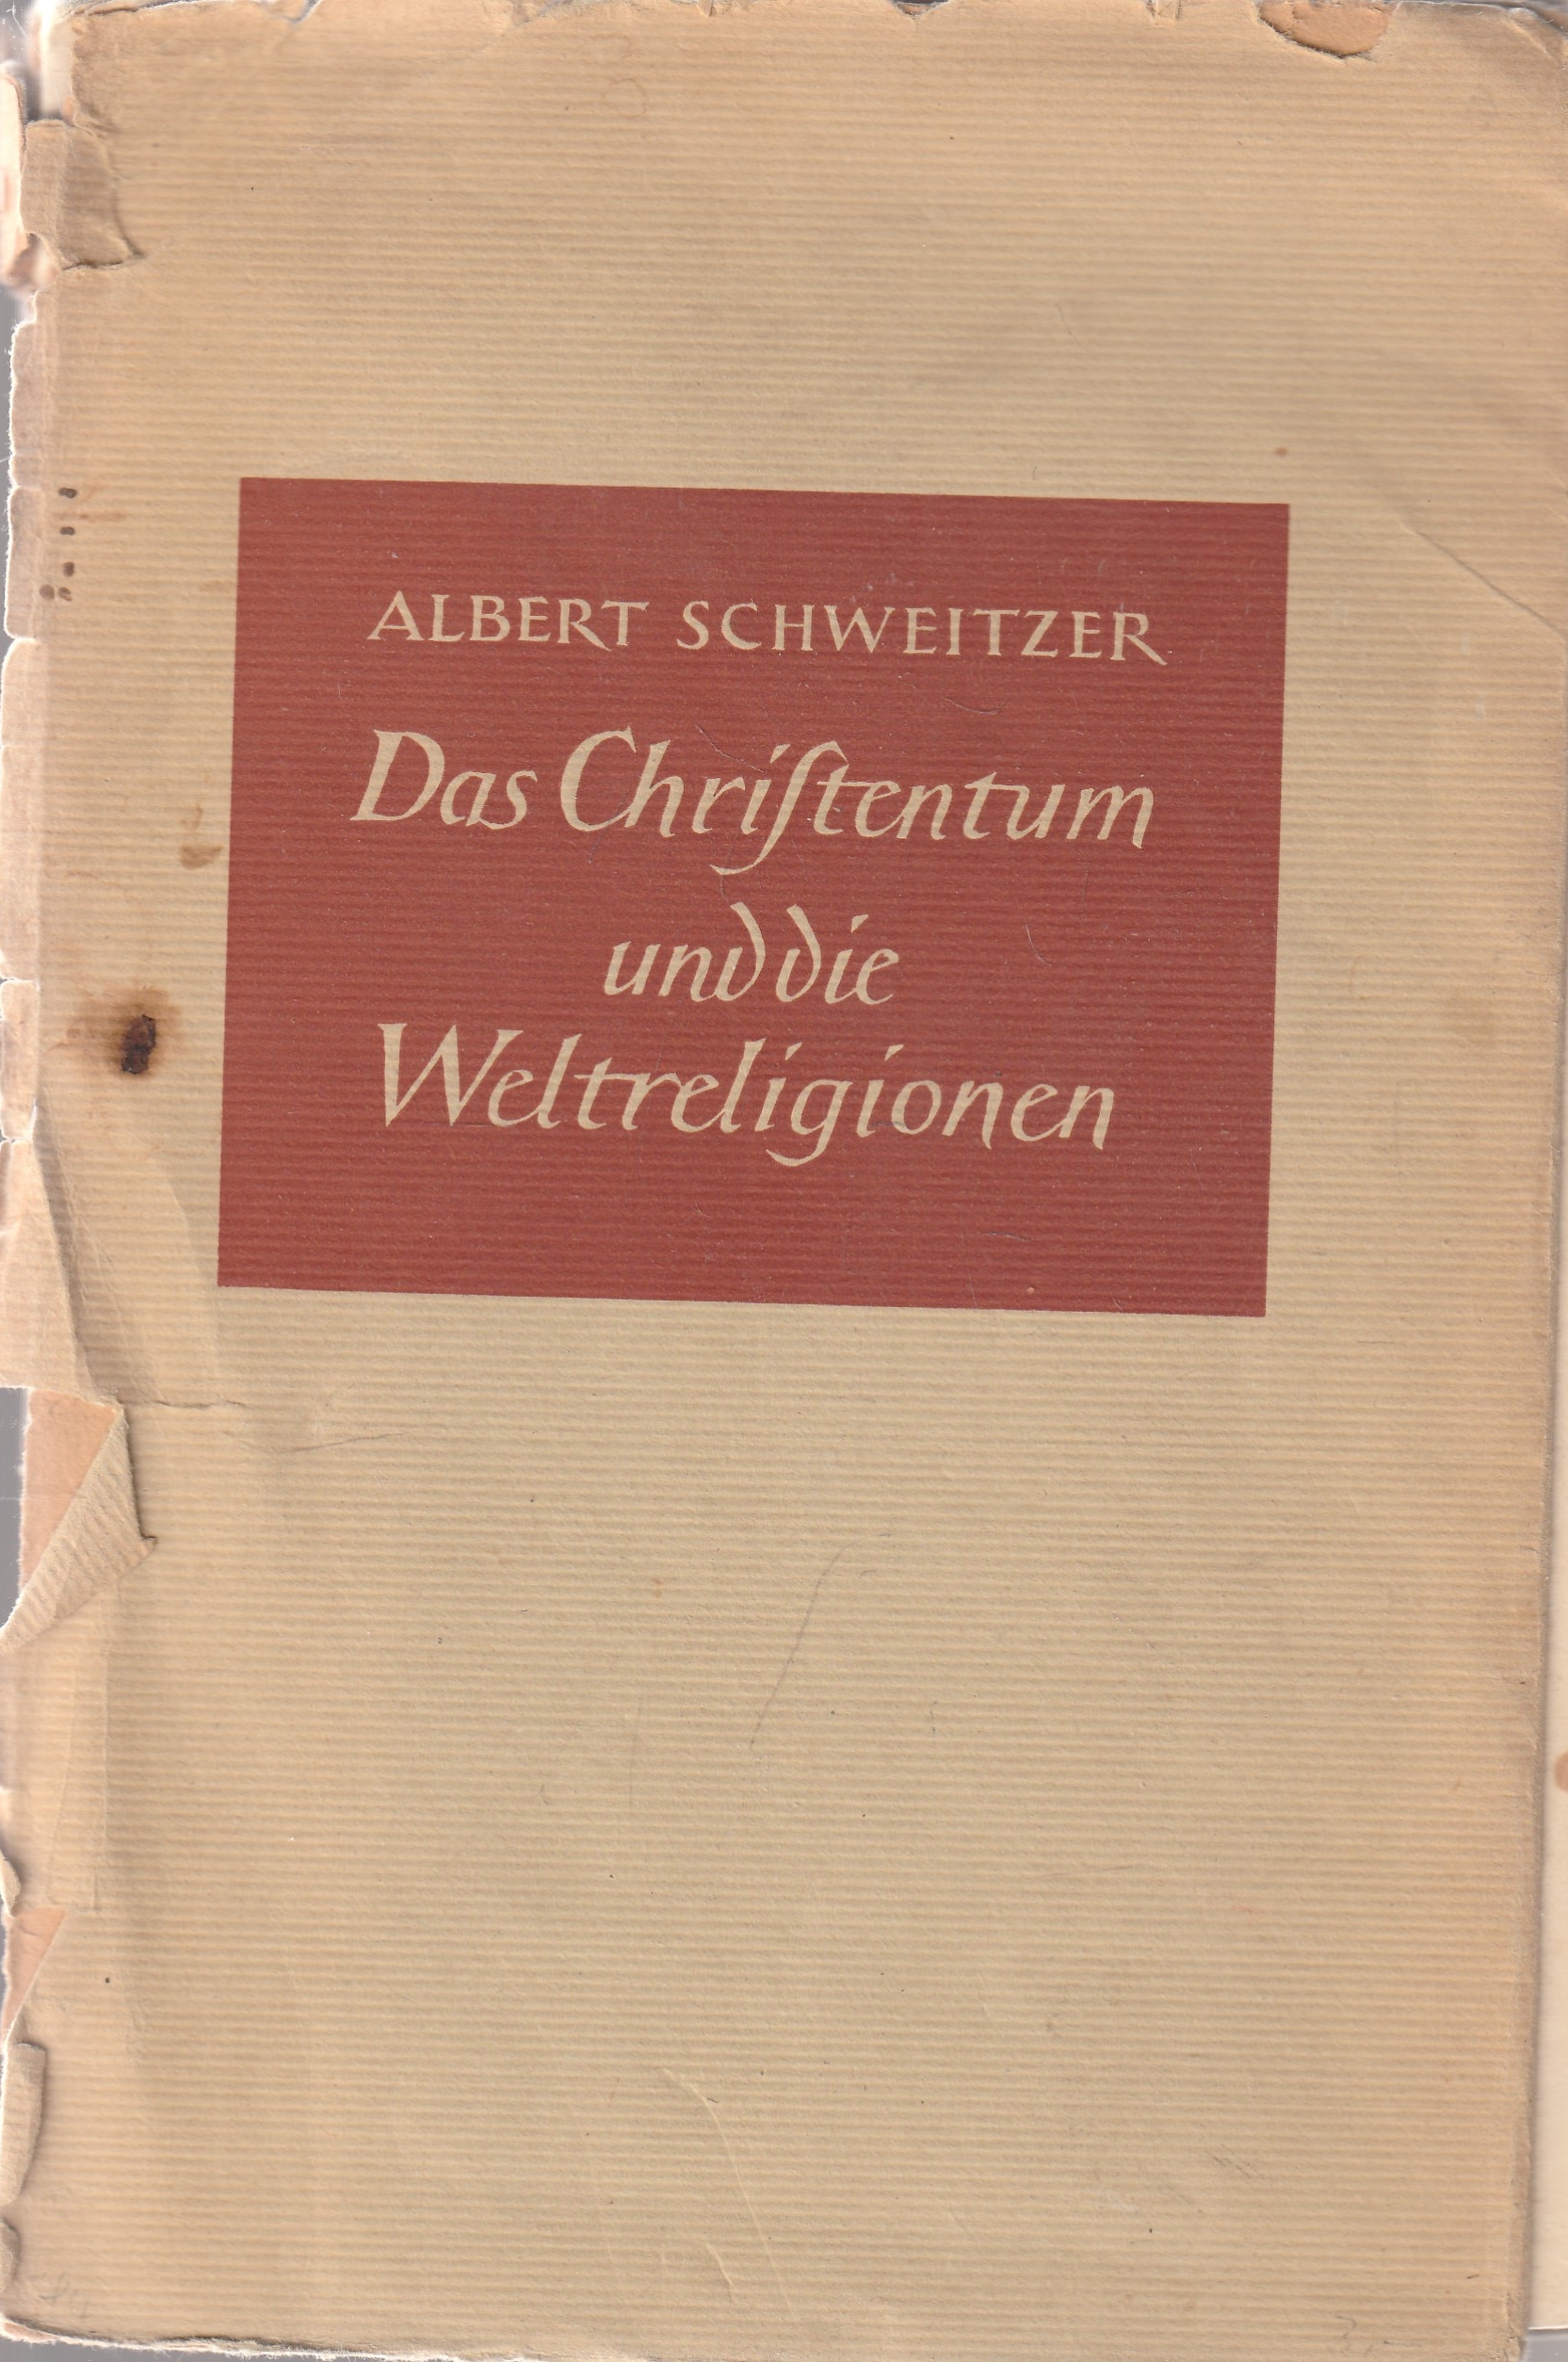 ALBERT SCHWEITZER
Das Chriſtentum
und die
Weltreligionen